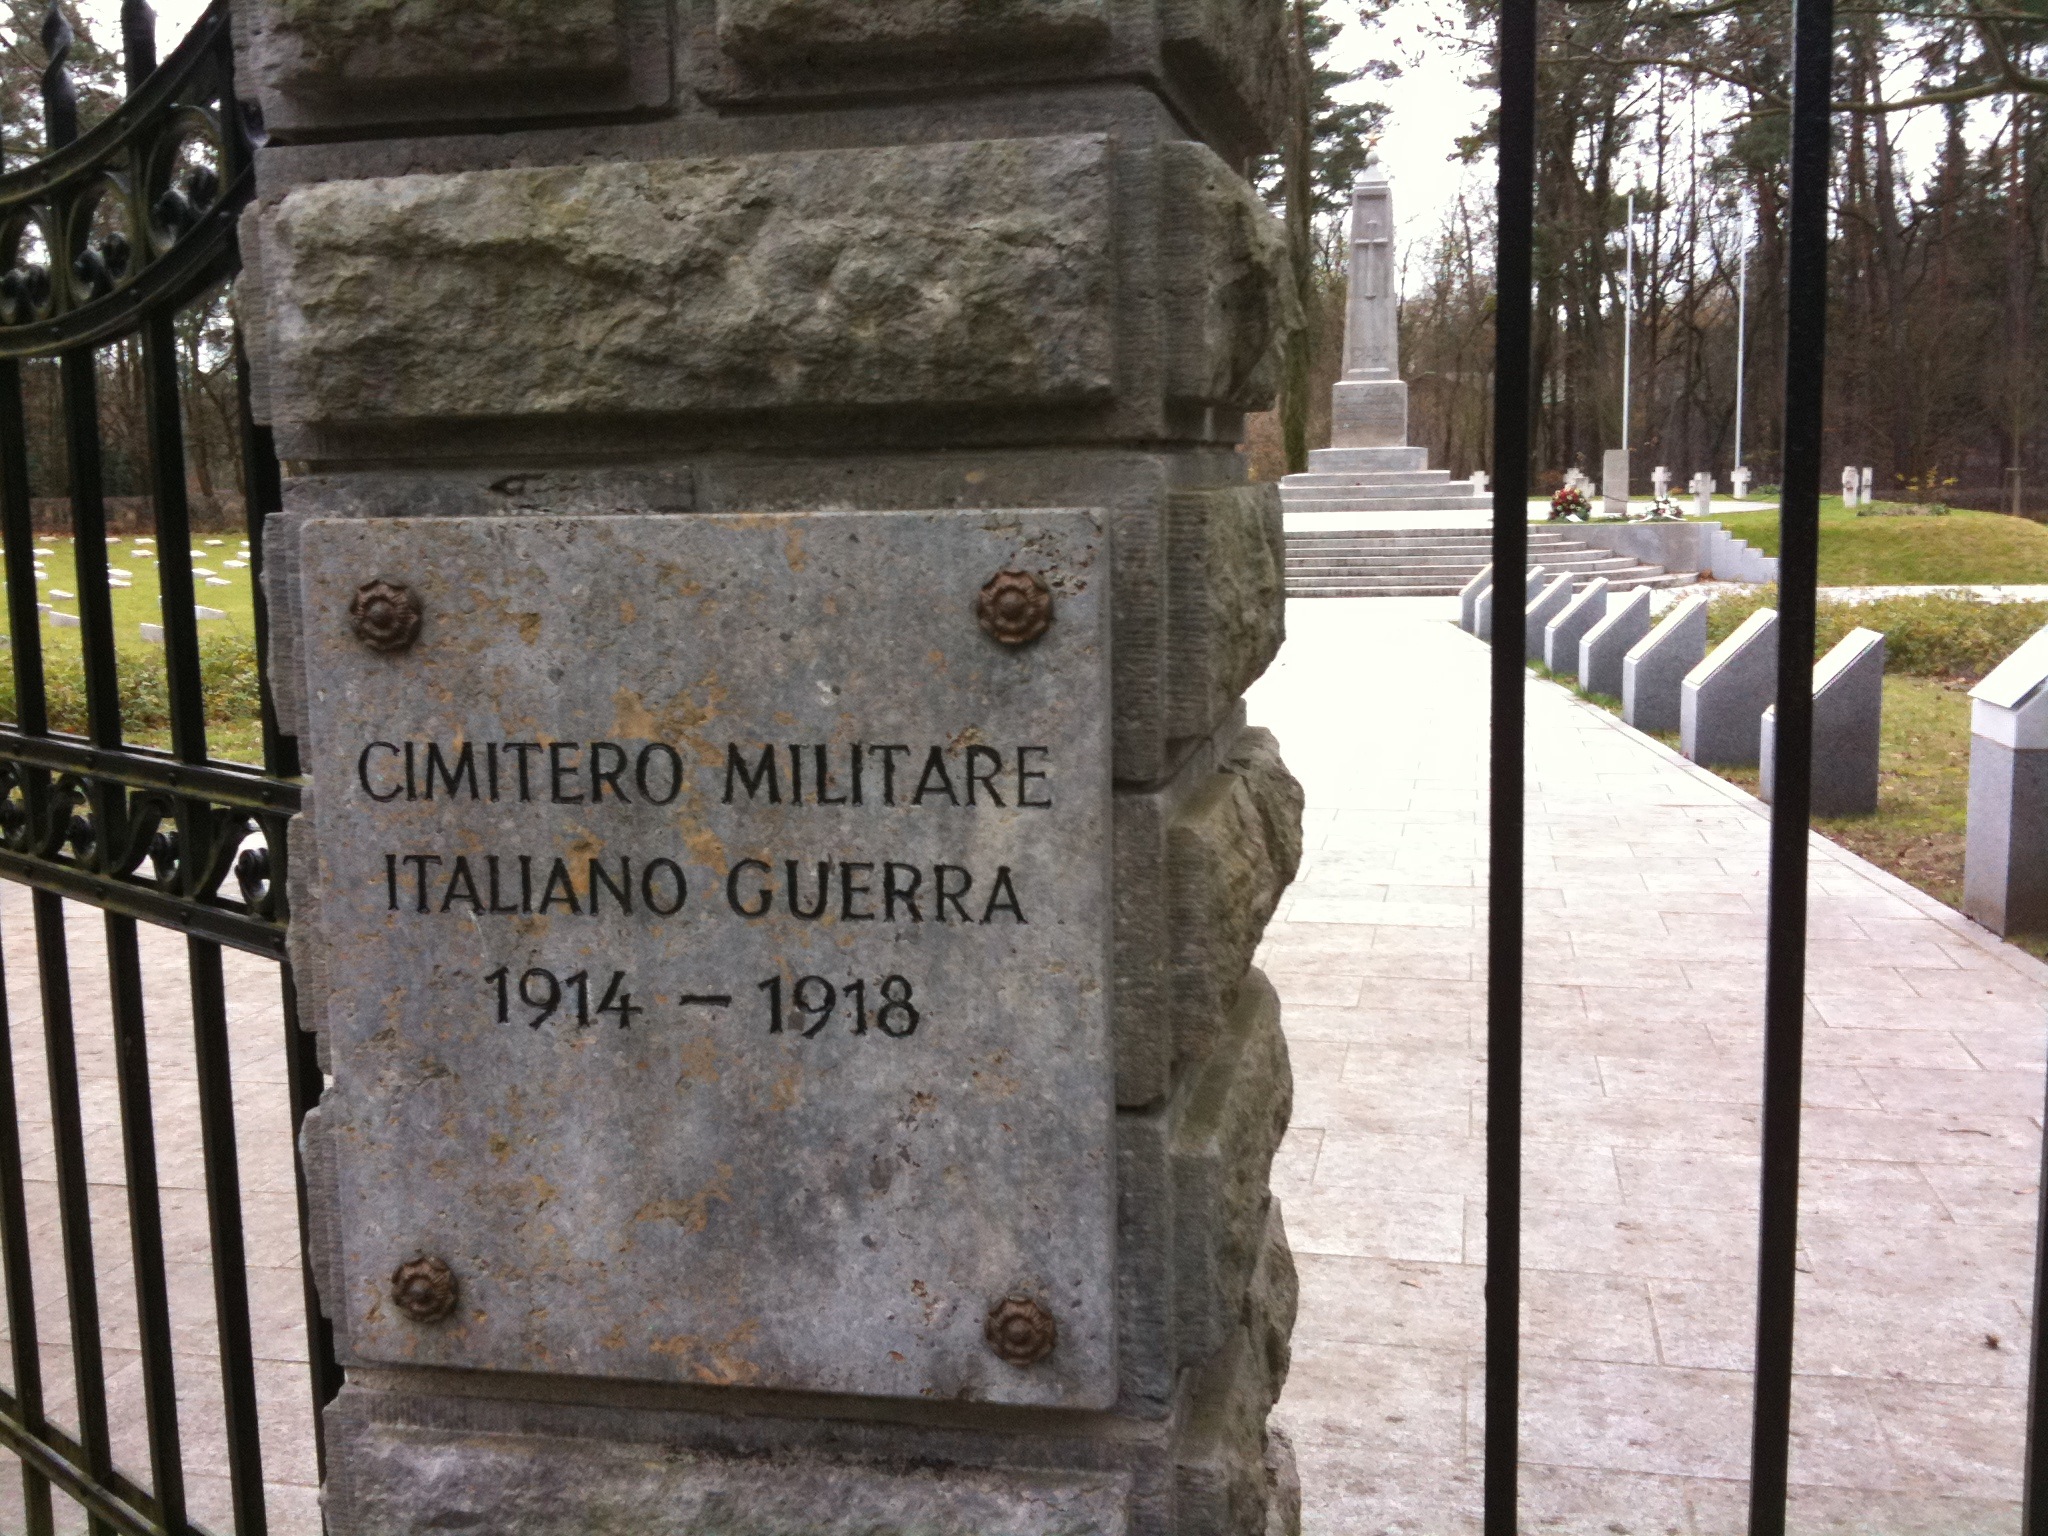 CIMITERO MILITARE
ITALIANO GUERRA
1914 – 1918